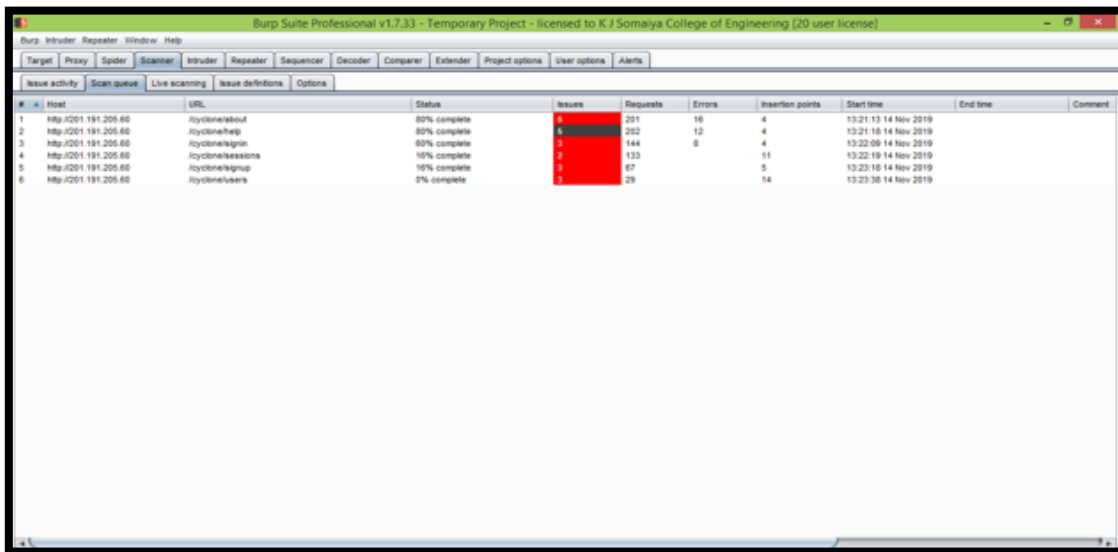 Burp Suite Professional v1.7.33 - Temporary Project - licensed to K J Somaiya College of Engineering [20 user license]
Burp Intruder Repeater Window Help
Target Proxy Spider Scanner Intruder Repeater Sequencer Decoder Comparer Extender Project options User options Alerts
Issue activity Scan queue Live scanning Issue definitions Options
# Host URL Status Issues Requests Errors Insertion points Start time End time Comment
1 http://201.191.205.60 /cyclone/about 80% complete 201 16 4 13:21:13 14 Nov 2019
2 http://201.191.205.60 /cyclone/help 202 12 4 13:21:18 14 Nov 2019
3 http://201.191.205.60 /cyclone/signin 60% complete 3 144 8 4 13:22:09 14 Nov 2019
4 http://201.191.205.60 /cyclone/sessions 16% complete 2 133 11 13:22:19 14 Nov 2019
5 http://201.191.205.60 /cyclone/signup 16% complete 3 67 5 13:23:18 14 Nov 2019
6 http://201.191.205.60 /cyclone/users 0% complete 3 29 14 13:23:38 14 Nov 2019